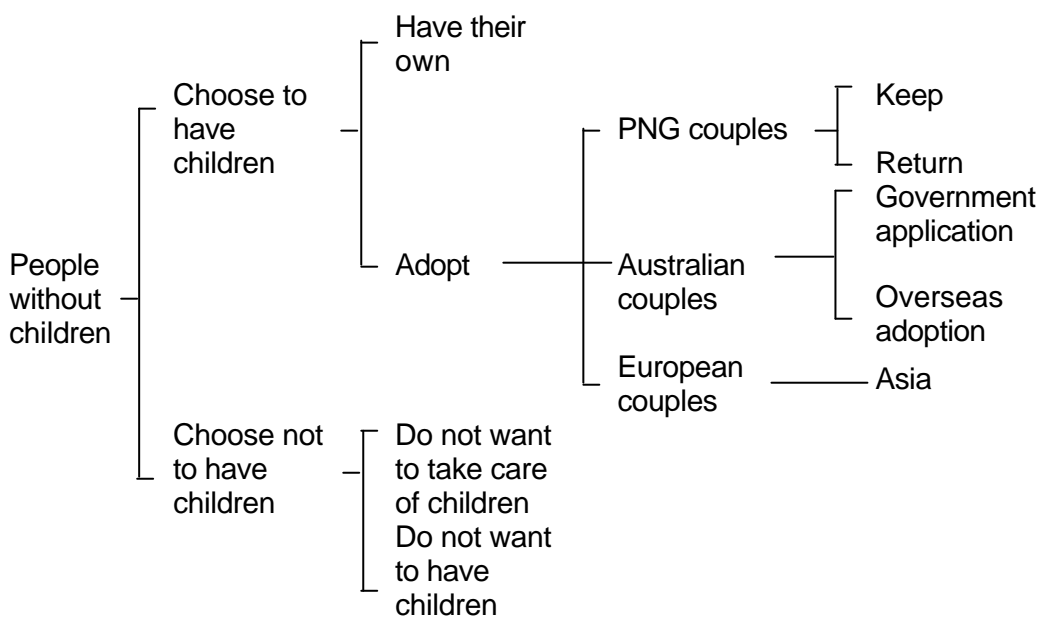 Have their
own
Choose to
have
children
Keep
PNG couples
Return
Government
application
People
without
children
Adopt
Australian
couples
Overseas
adoption
European
couples
Asia
Choose not
to have
children
Do not want
to take care
of children
Do not want
to have
children